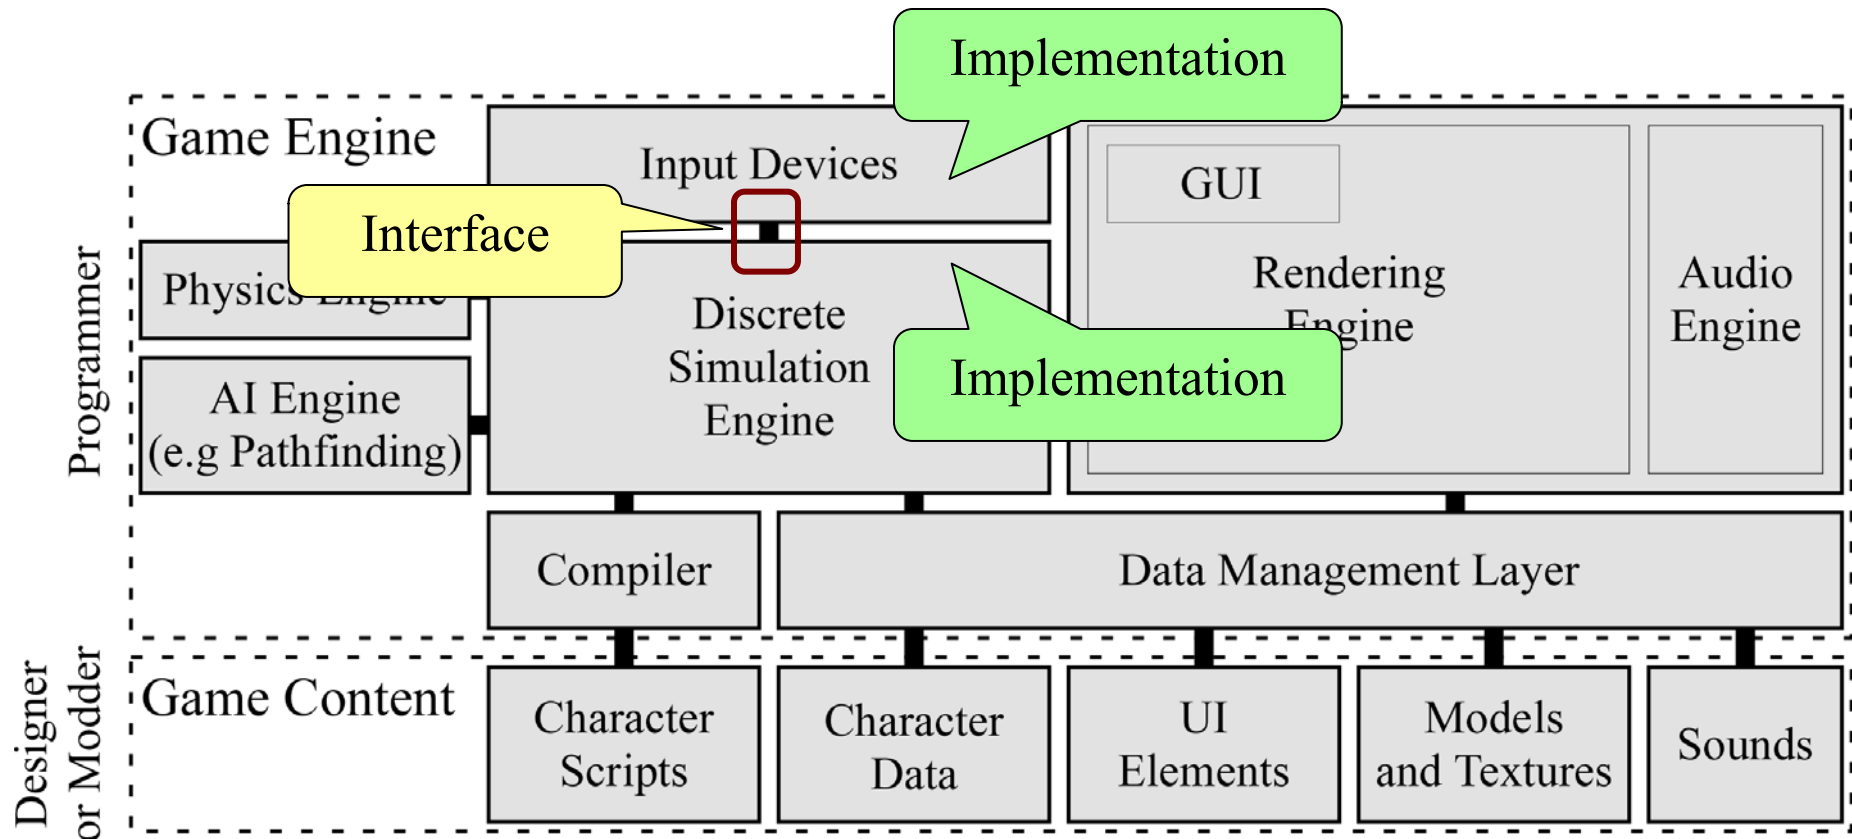 Implementation
Game Engine
Input Devices
GUI
Interface
Physics Engine
Rendering
Engine
Audio
Engine
Discrete
Simulation
Engine
Implementation
AI Engine
(e.g Pathfinding)
Programmer
Compiler
Data Management Layer
Game Content
Designer
or Modder
Character
Scripts
Character
Data
UI
Elements
Models
and Textures
Sounds